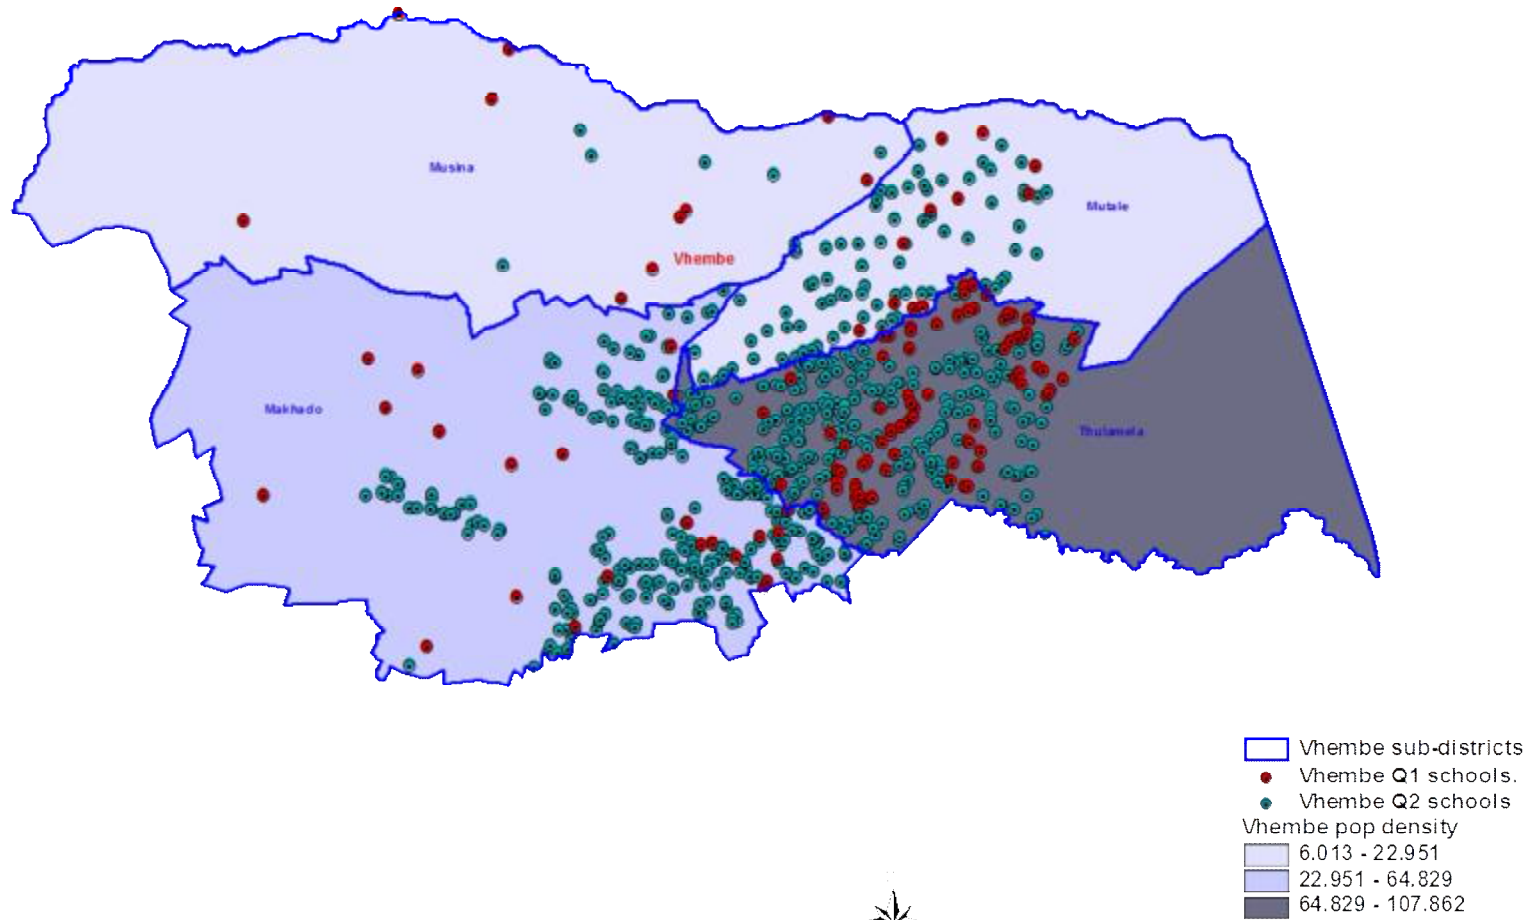 Musina
Mutale
Vhembe
Makhado
Thulamela
Vhembe sub-districts
Vhembe Q1 schools.
Vhembe Q2 schools
Vhembe pop density
6.013 - 22.951
22.951 - 64.829
64.829 - 107.862